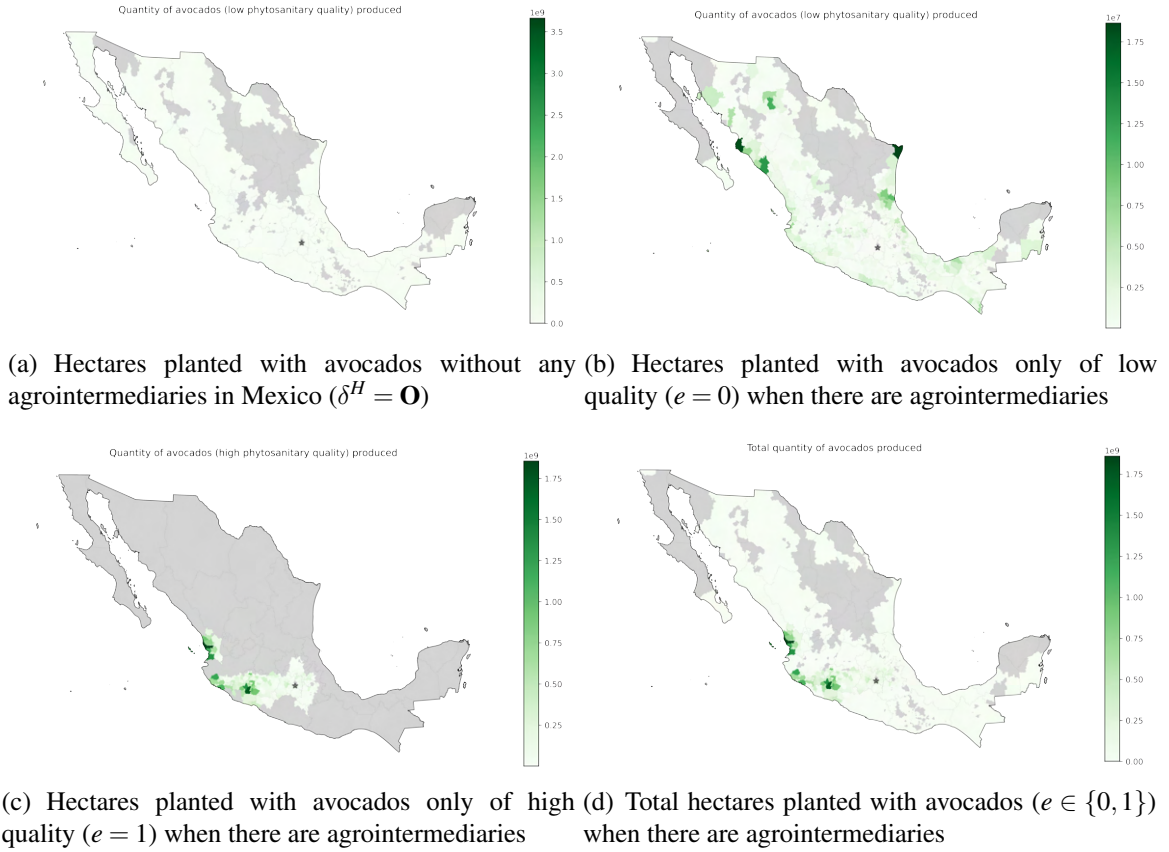 Quantity of avocados (low phytosanitary quality) produced
1e9
3.5
3.0
2.5
2.0
1.5
1.0
0.5
0.0
Quantity of avocados (low phytosanitary quality) produced
1e7
1.75
1.50
1.25
1.00
0.75
0.50
0.25
(a) Hectares planted with avocados without any
agrointermediaries in Mexico (δ^H = O)
(b) Hectares planted with avocados only of low
quality (e = 0) when there are agrointermediaries
Quantity of avocados (high phytosanitary quality) produced
1e9
1.75
1.50
1.25
1.00
0.75
0.50
0.25
Total quantity of avocados produced
1e9
1.75
1.50
1.25
1.00
0.75
0.50
0.25
0.00
(c) Hectares planted with avocados only of high
quality (e = 1) when there are agrointermediaries
(d) Total hectares planted with avocados (e ∈ {0, 1})
when there are agrointermediaries